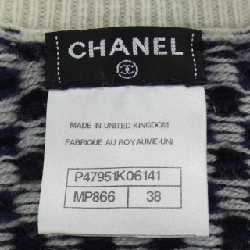 CHANEL
MADE IN UNITED KINGDOM
FABRIQUE AU ROYAUME-UNI
P47951K06141
MP866 38